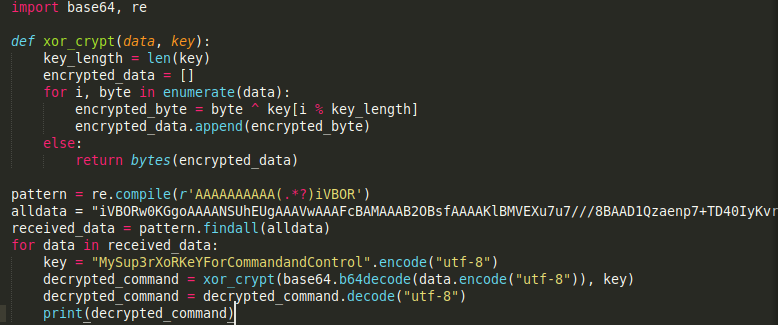 import base64, re
def xor_crypt(data, key):
key_length = len(key)
encrypted_data = []
for i, byte in enumerate(data):
encrypted_byte = byte ^ key[i % key_length]
encrypted_data.append(encrypted_byte)
else:
return bytes(encrypted_data)
pattern = re.compile(r'AAAAAAAAAA(.*?)iVBOR')
alldata = "iVBORw0KGgoAAAANSUhEUgAAAVwAAAFcBAMAAAB2OBsfAAAAKlBMVEXu7u7///8BAAD1Qzaenp7+TD40IyKvr
received_data = pattern.findall(alldata)
for data in received_data:
key = "MySup3rXoRKeYForCommandandControl".encode("utf-8")
decrypted_command = xor_crypt(base64.b64decode(data.encode("utf-8")), key)
decrypted_command = decrypted_command.decode("utf-8")
print(decrypted_command)